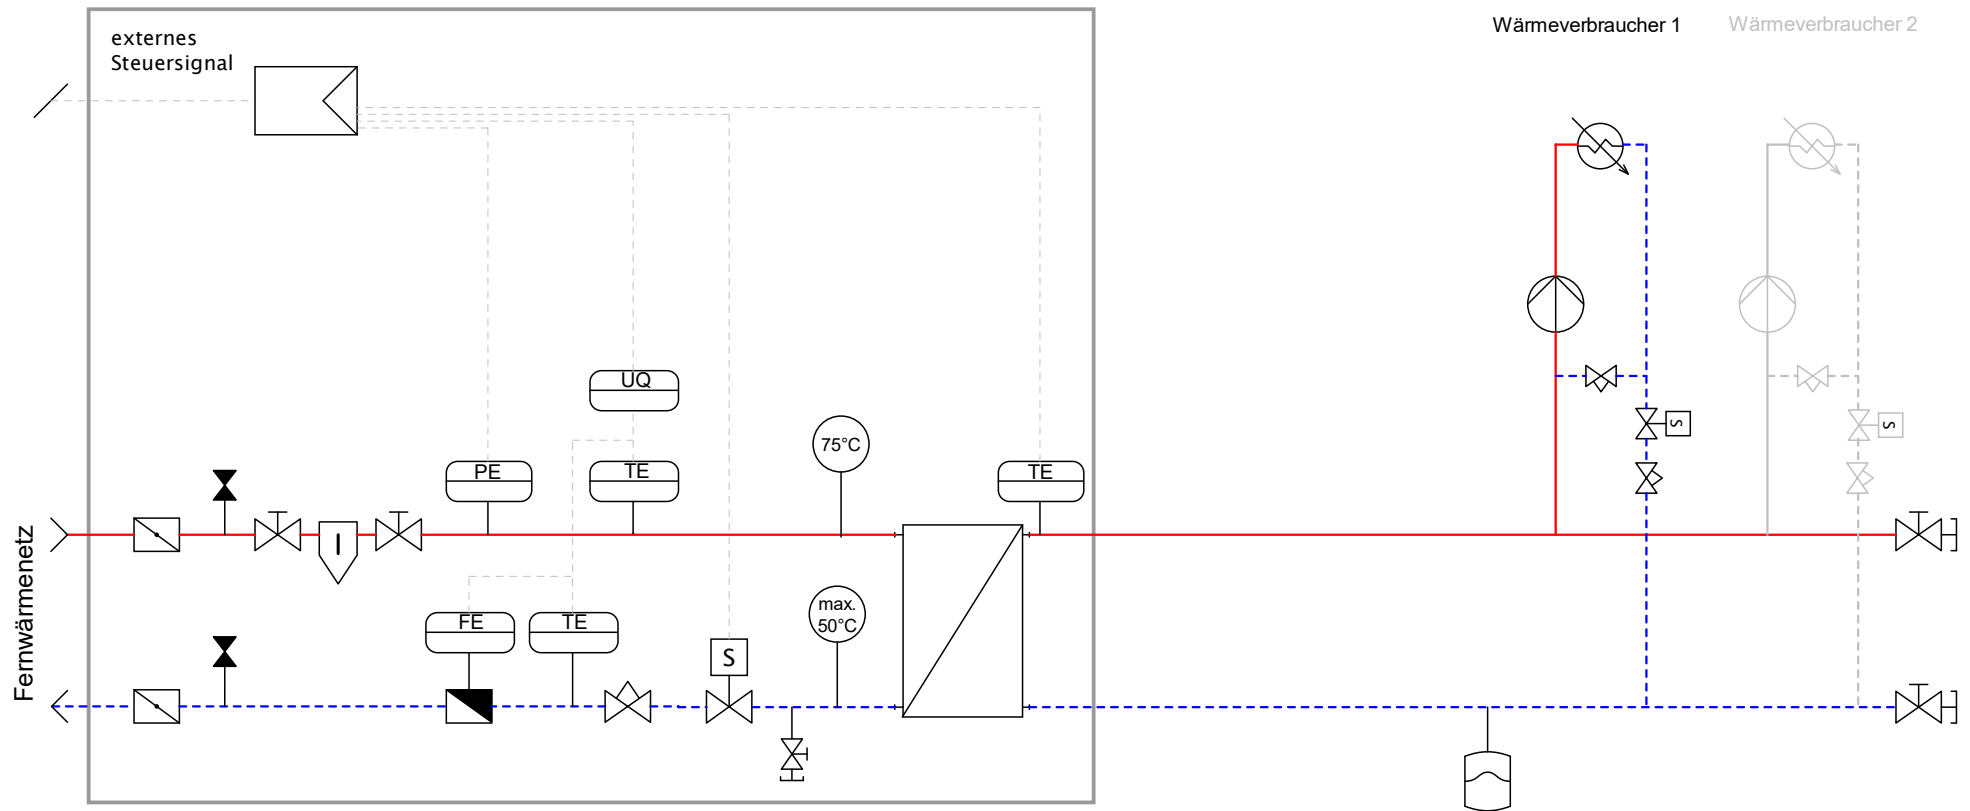 externes
Steuersignal
Wärmeverbraucher 1
Wärmeverbraucher 2
S
S
UQ
75°C
PE
TE
TE
Fernwärmenetz
max.
50°C
FE
TE
S